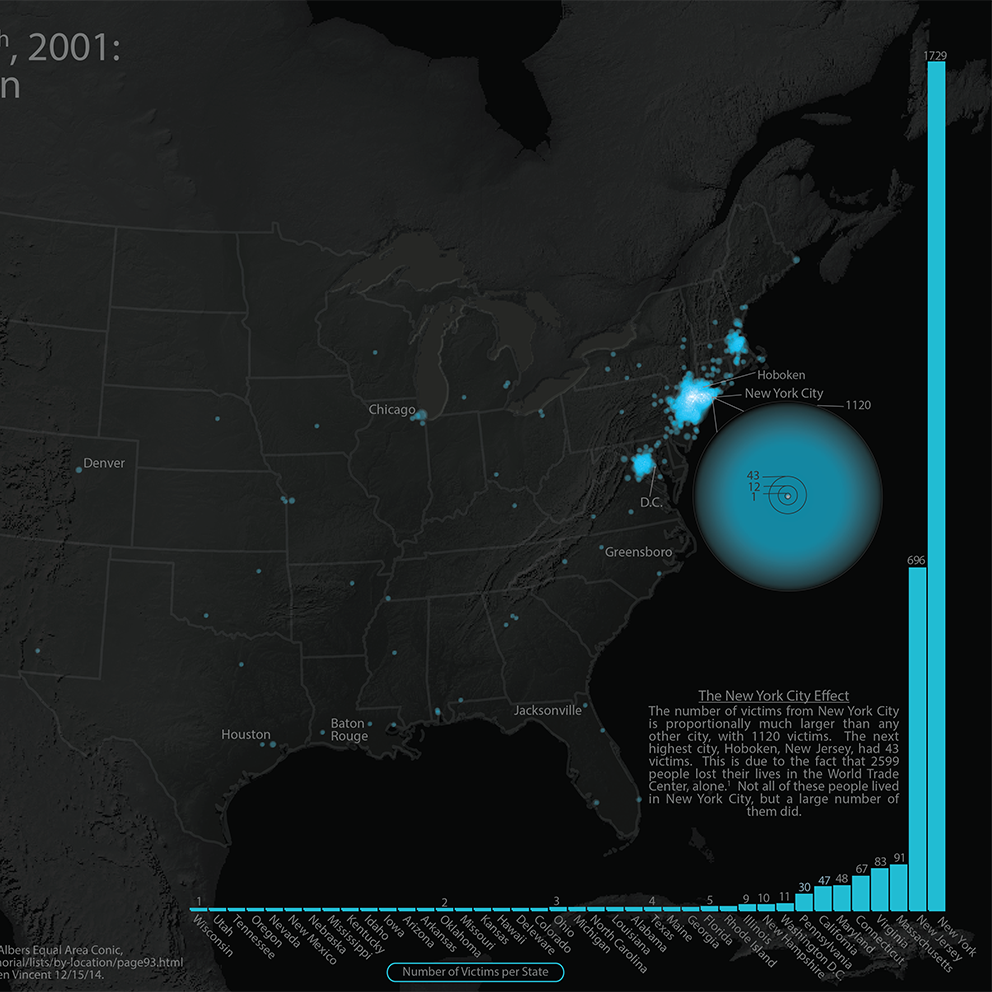 h, 2001:
n
1729
Hoboken
New York City
1120
Chicago
Denver
43
12
1
D.C.
Greensboro
696
The New York City Effect
The number of victims from New York City
is proportionally much larger than any
other city, with 1120 victims. The next
highest city, Hoboken, New Jersey, had 43
victims. This is due to the fact that 2599
people lost their lives in the World Trade
Center, alone.1 Not all of these people lived
in New York City, but a large number of
them did.
Jacksonville
Baton
Rouge
Houston
1
2
3
4
5
9
10
11
30
47
48
67
83
91
Wisconsin
Utah
Tennessee
Oregon
Nevada
New Mexico
Nebraska
Mississippi
Kentucky
Idaho
Iowa
Arizona
Arkansas
Oklahoma
Missouri
Kansas
Hawaii
Delaware
Colorado
Ohio
Michigan
North Carolina
Louisiana
Alabama
Texas
Georgia
Florida
Rhode Island
Illinois
New Hampshire
Washington D.C.
Pennsylvania
California
Maryland
Connecticut
Virginia
Massachusetts
New Jersey
New York
Albers Equal Area Conic,
orial/lists/by-location/page93.html
en Vincent 12/15/14.
Number of Victims per State